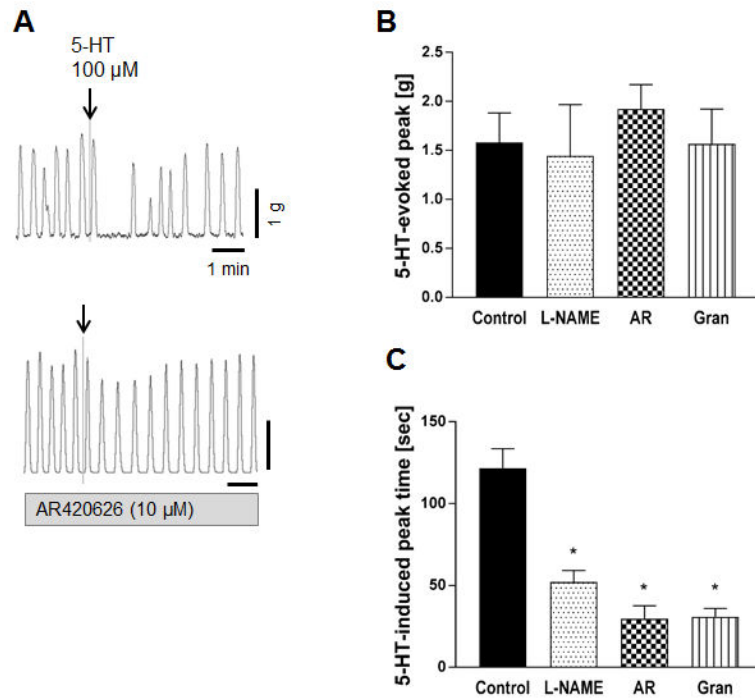 A
5-HT
100 µM
1 g
1 min
AR420626 (10 µM)
B
5-HT-evoked peak [g]
2.5
2.0
1.5
1.0
0.5
0.0
Control L-NAME AR Gran
C
5-HT-induced peak time [sec]
150
100
50
0
* * *
Control L-NAME AR Gran